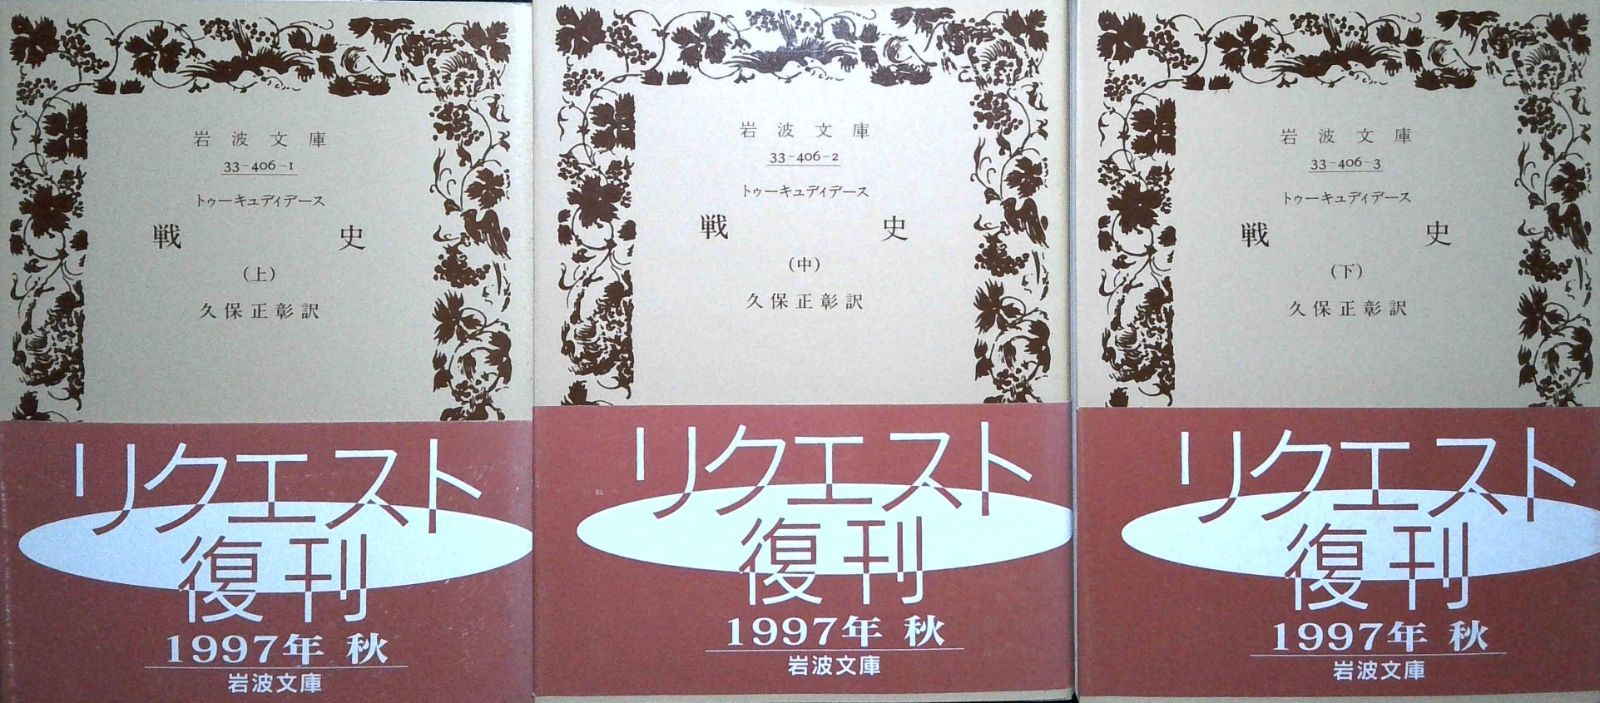 岩波文庫
33-406-1
トゥーキュディデース
戦史
(上)
久保正彰訳
リクエスト
復刊
1997年 秋
岩波文庫
岩波文庫
33-406-2
トゥーキュディデース
戦史
(中)
久保正彰訳
リクエスト
復刊
1997年 秋
岩波文庫
岩波文庫
33-406-3
トゥーキュディデース
戦史
(下)
久保正彰訳
リクエスト
復刊
1997年 秋
岩波文庫